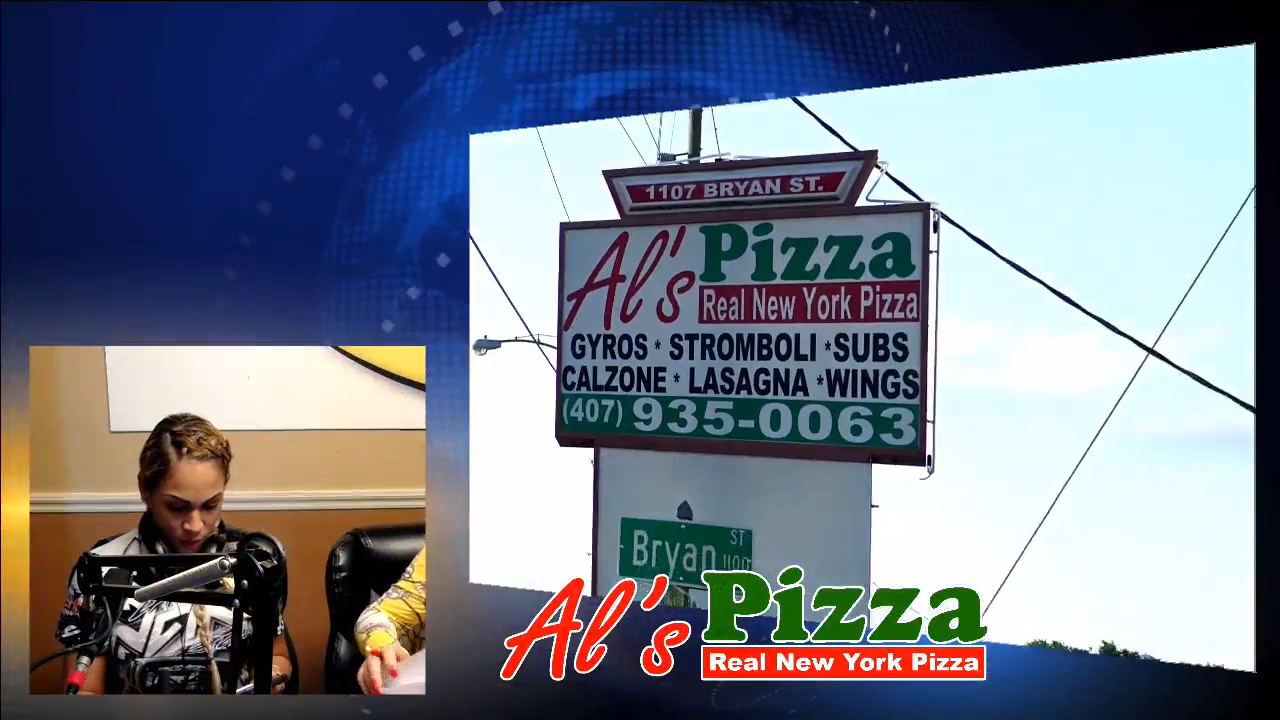 1107 BRYAN ST.
Al's Pizza
Real New York Pizza
GYROS * STROMBOLI * SUBS
CALZONE * LASAGNA * WINGS
(407) 935-0063
Bryan ST 1100
Al's Pizza
Real New York Pizza